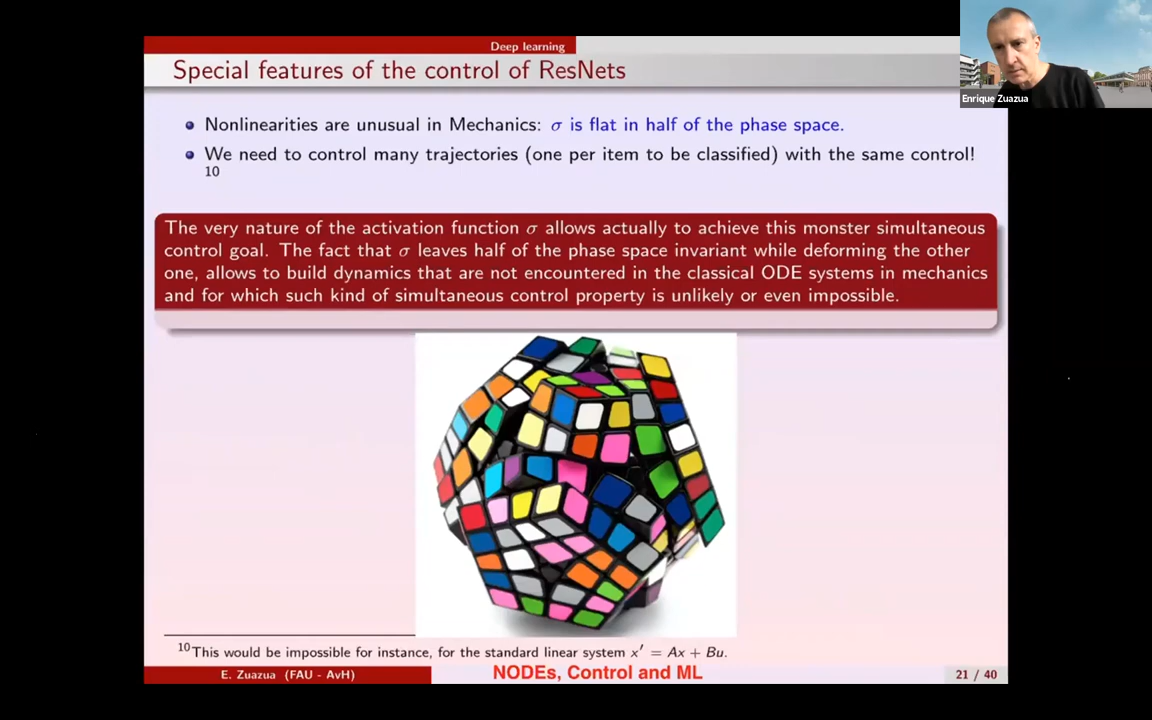 Deep learning
Special features of the control of ResNets
Enrique Zuazua
Nonlinearities are unusual in Mechanics: σ is flat in half of the phase space.
We need to control many trajectories (one per item to be classified) with the same control!
10
The very nature of the activation function σ allows actually to achieve this monster simultaneous
control goal. The fact that σ leaves half of the phase space invariant while deforming the other
one, allows to build dynamics that are not encountered in the classical ODE systems in mechanics
and for which such kind of simultaneous control property is unlikely or even impossible.
10This would be impossible for instance, for the standard linear system x′ = Ax + Bu.
E. Zuazua (FAU - AvH)
NODEs, Control and ML
21 / 40